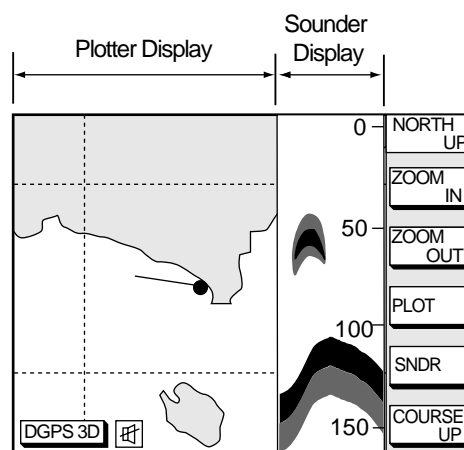 Plotter Display
Sounder
Display
0
50
100
150
NORTH
UP
ZOOM
IN
ZOOM
OUT
PLOT
SNDR
COURSE
UP
DGPS 3D